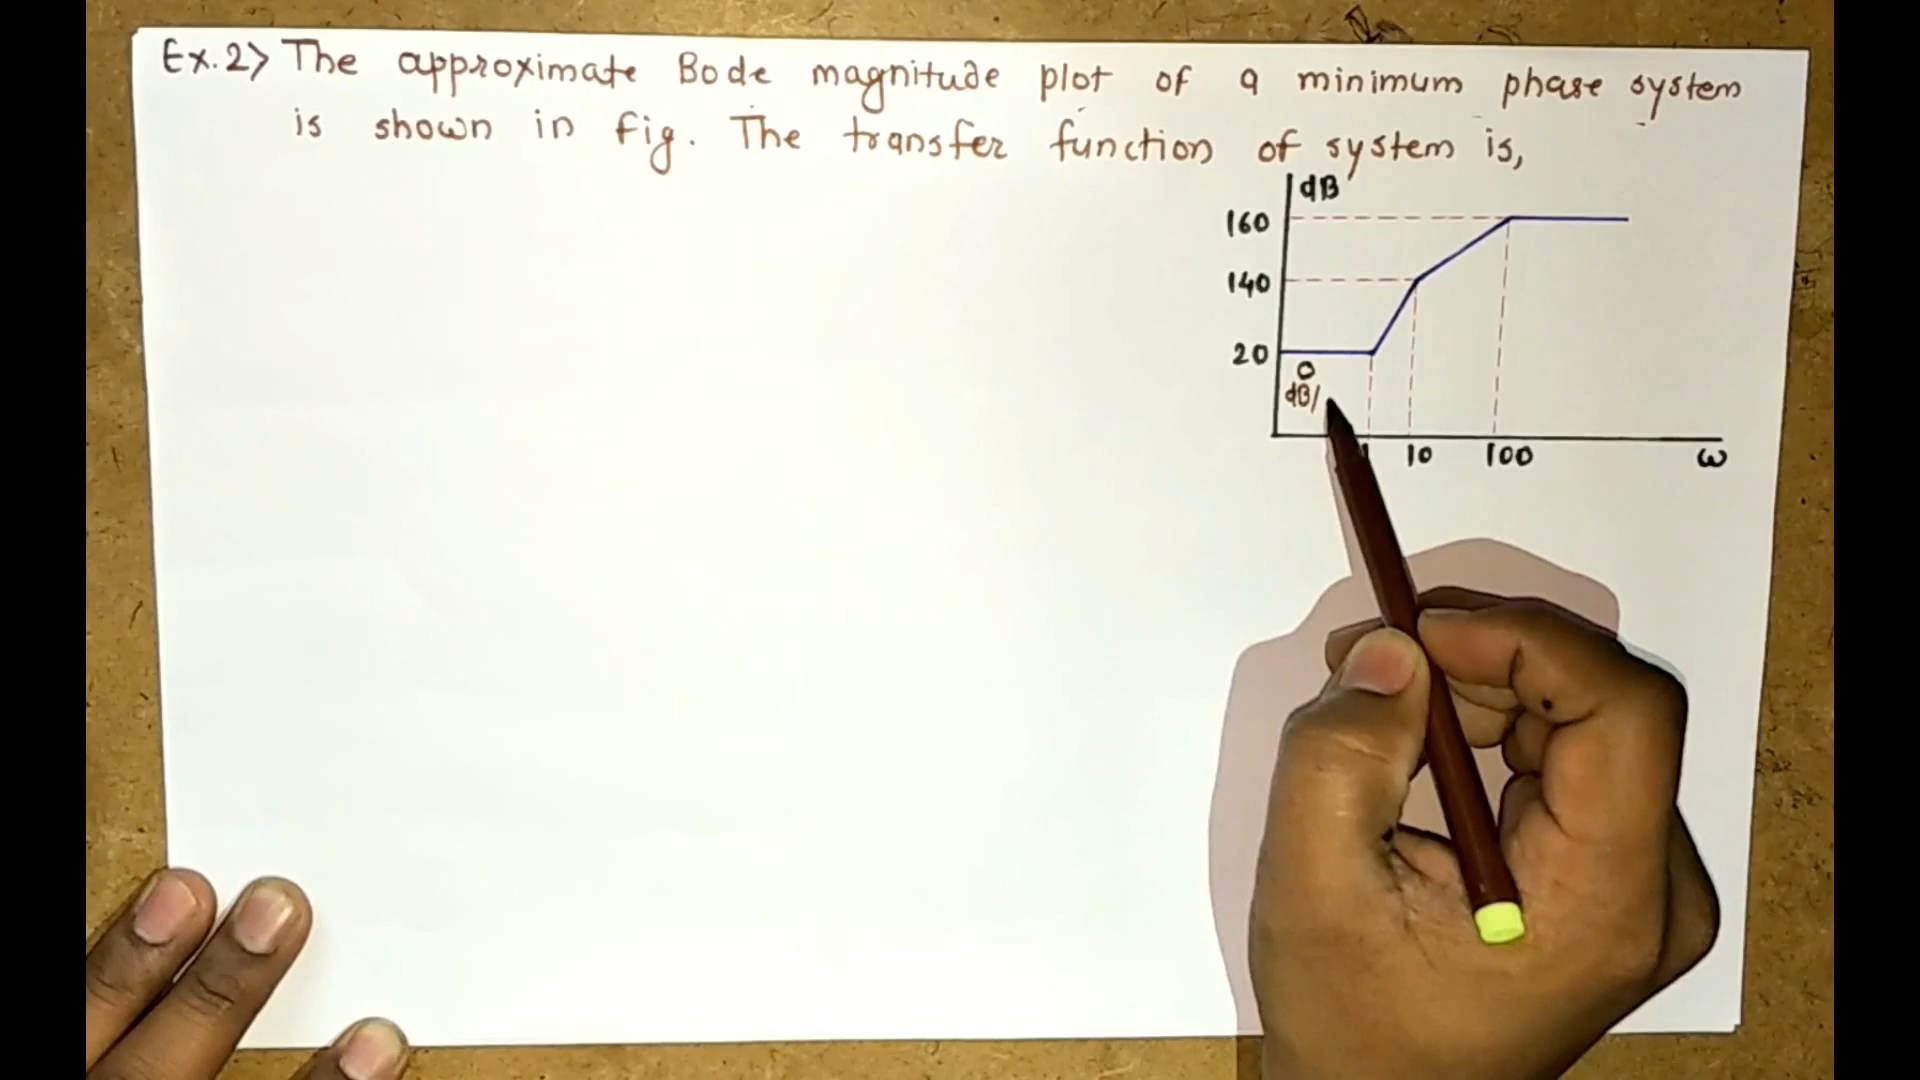 Ex.2> The approximate Bode magnitude plot of a minimum phase system
is shown in fig. The transfer function of system is,
dB
160
140
20
0
dB/
10 100 ω